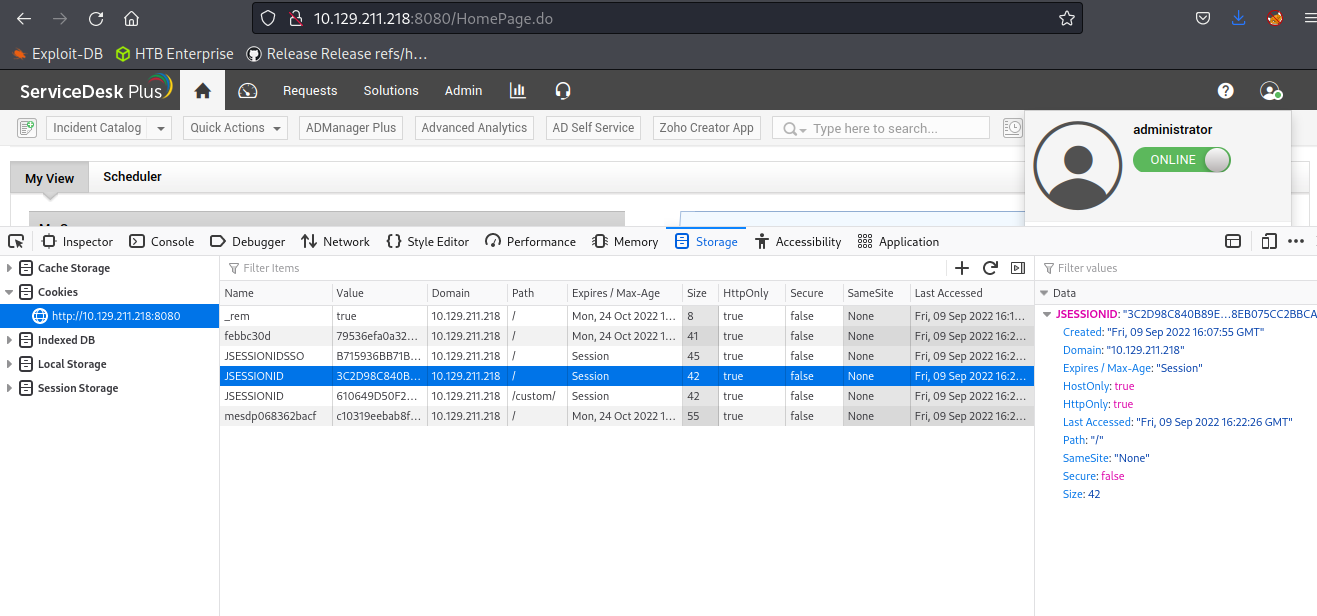 10.129.211.218:8080/HomePage.do
Exploit-DB HTB Enterprise Release Release refs/h…
ServiceDesk Plus Requests Solutions Admin ?
Incident Catalog Quick Actions ADManager Plus Advanced Analytics AD Self Service Zoho Creator App Type here to search...
administrator
ONLINE
My View Scheduler
Inspector Console Debugger Network Style Editor Performance Memory Storage Accessibility Application
Cache Storage
Cookies
http://10.129.211.218:8080
Indexed DB
Local Storage
Session Storage
Filter Items
Name Value Domain Path Expires / Max-Age Size HttpOnly Secure SameSite Last Accessed
_rem true 10.129.211.218 / Mon, 24 Oct 2022 1… 8 true false None Fri, 09 Sep 2022 16:1…
febbc30d 79536efa0a32… 10.129.211.218 / Mon, 24 Oct 2022 1… 41 true false None Fri, 09 Sep 2022 16:2…
JSESSIONIDSSO B715936BB71B… 10.129.211.218 / Session 45 true false None Fri, 09 Sep 2022 16:2…
JSESSIONID 3C2D98C840B… 10.129.211.218 / Session 42 true false None Fri, 09 Sep 2022 16:2…
JSESSIONID 610649D50F2… 10.129.211.218 /custom/ Session 42 true false None Fri, 09 Sep 2022 16:2…
mesdp068362bacf c10319eebab8f… 10.129.211.218 / Mon, 24 Oct 2022 1… 55 true false None Fri, 09 Sep 2022 16:2…
Filter values
Data
JSESSIONID: "3C2D98C840B89E…8EB075CC2BBCA
Created: "Fri, 09 Sep 2022 16:07:55 GMT"
Domain: "10.129.211.218"
Expires / Max-Age: "Session"
HostOnly: true
HttpOnly: true
Last Accessed: "Fri, 09 Sep 2022 16:22:26 GMT"
Path: "/"
SameSite: "None"
Secure: false
Size: 42